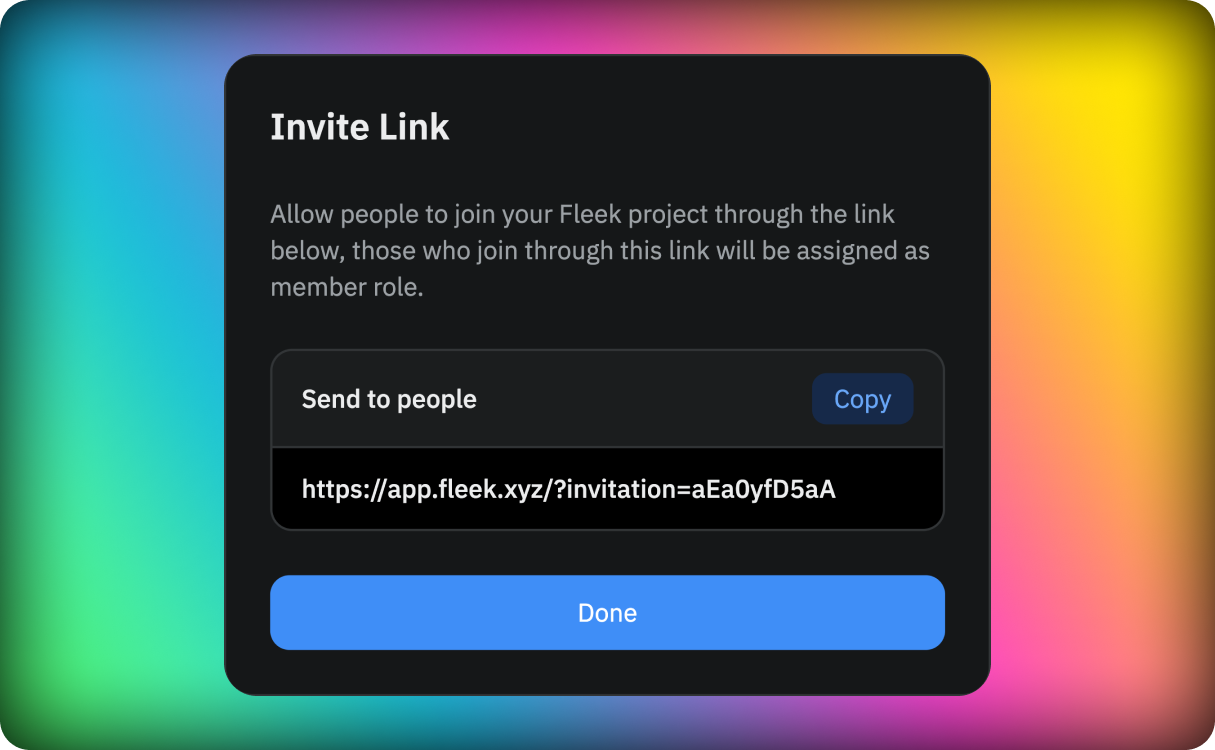 Invite Link
Allow people to join your Fleek project through the link
below, those who join through this link will be assigned as
member role.
Send to people
Copy
https://app.fleek.xyz/?invitation=aEa0yfD5aA
Done